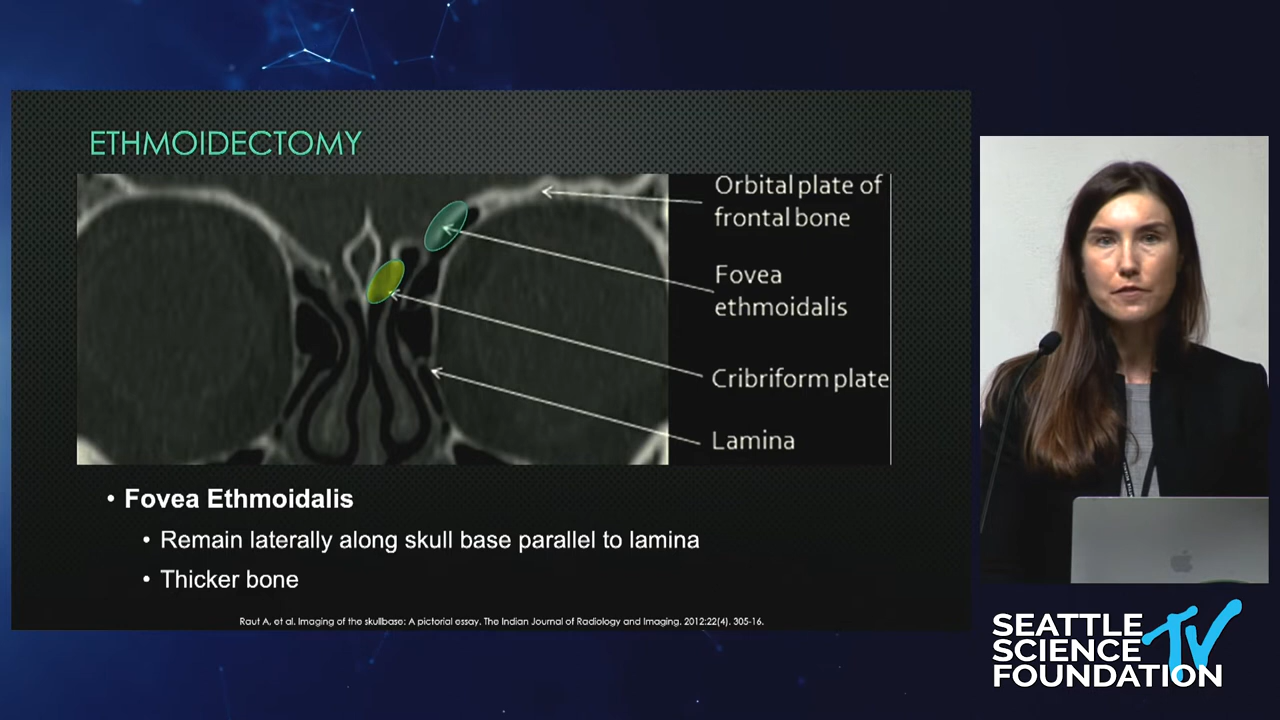 ETHMOIDECTOMY
Orbital plate of
frontal bone
Fovea
ethmoidalis
Cribriform plate
Lamina
• Fovea Ethmoidalis
• Remain laterally along skull base parallel to lamina
• Thicker bone
Raut A, et al. Imaging of the skullbase: A pictorial essay. The Indian Journal of Radiology and Imaging. 2012:22(4). 305-16.
SEATTLE
SCIENCE TV
FOUNDATION